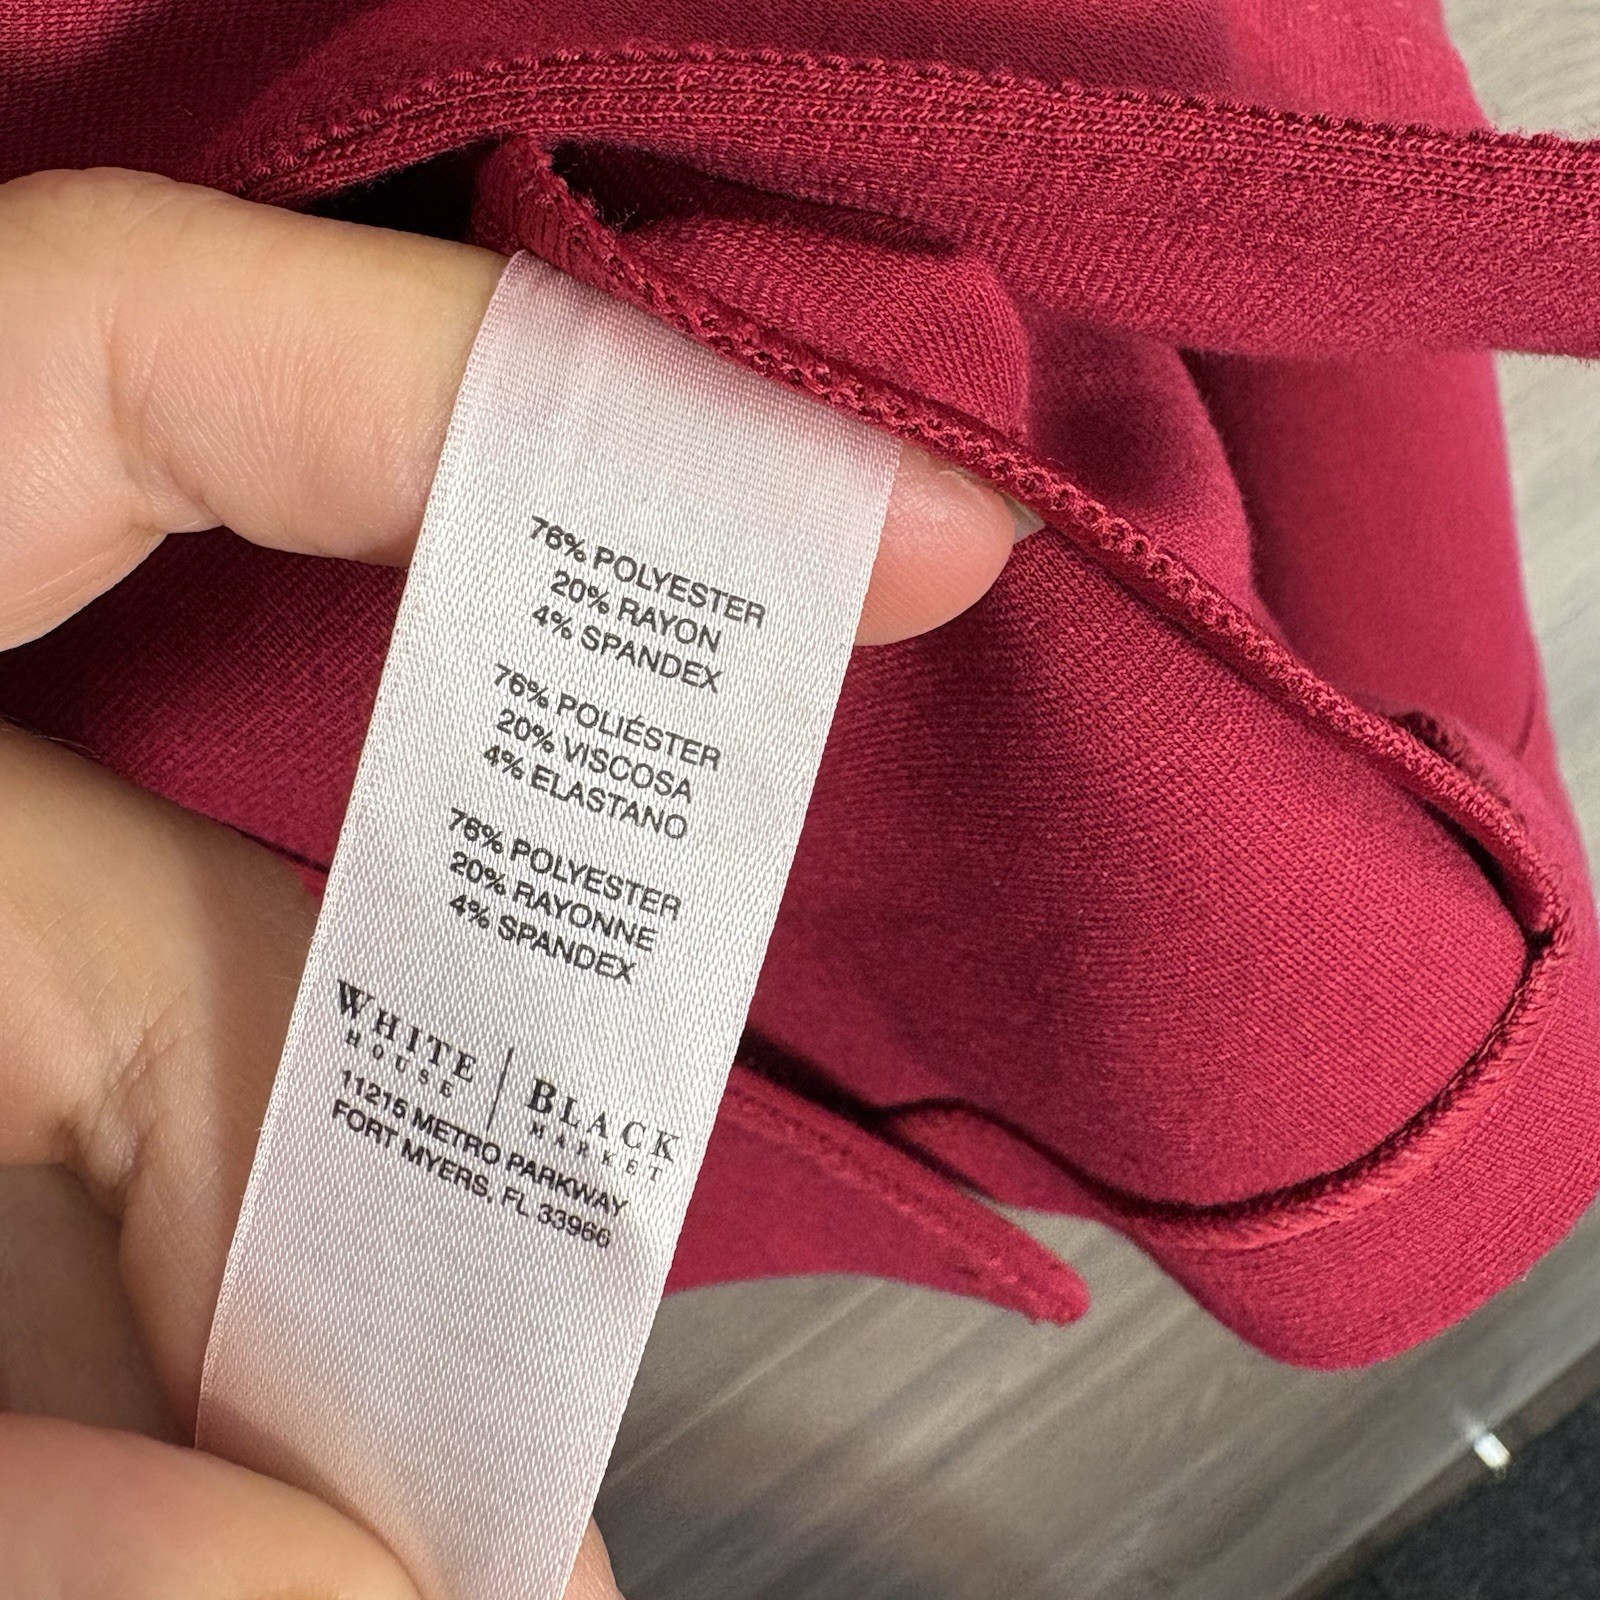 76% POLYESTER
20% RAYON
4% SPANDEX
76% POLIÉSTER
20% VISCOSA
4% ELASTANO
76% POLYESTER
20% RAYONNE
4% SPANDEX
WHITE | BLACK
HOUSE MARKET
11215 METRO PARKWAY
FORT MYERS, FL 33966